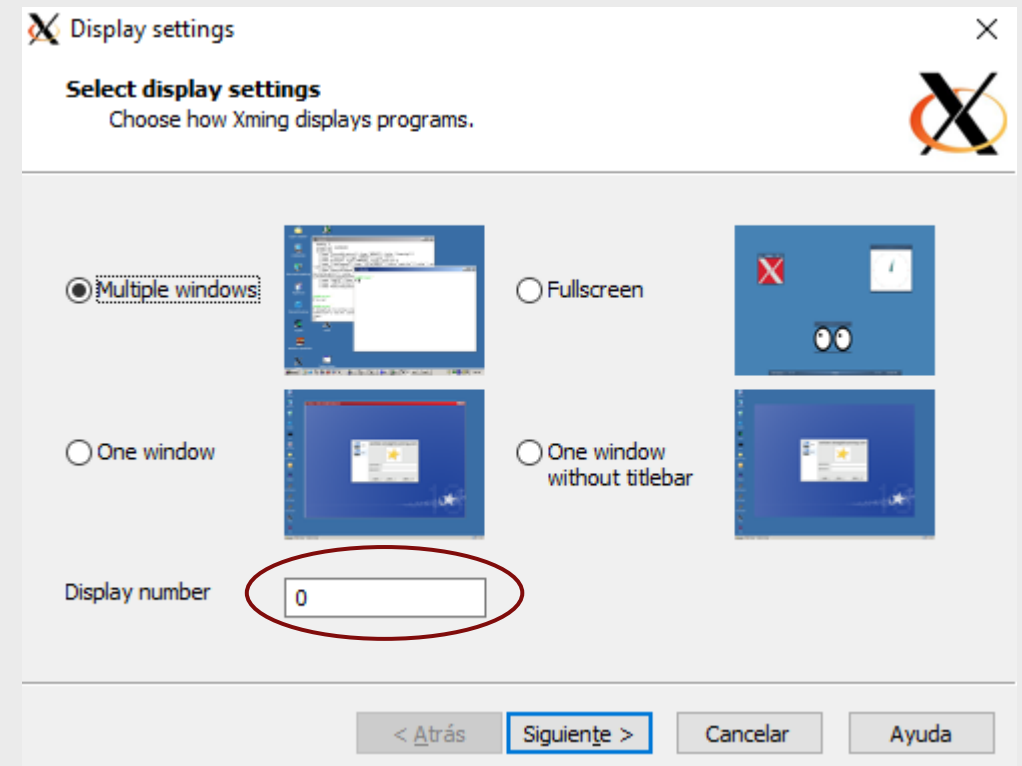 Display settings
Select display settings
Choose how Xming displays programs.
Multiple windows
Fullscreen
One window
One window
without titlebar
Display number
0
< Atrás
Siguiente >
Cancelar
Ayuda